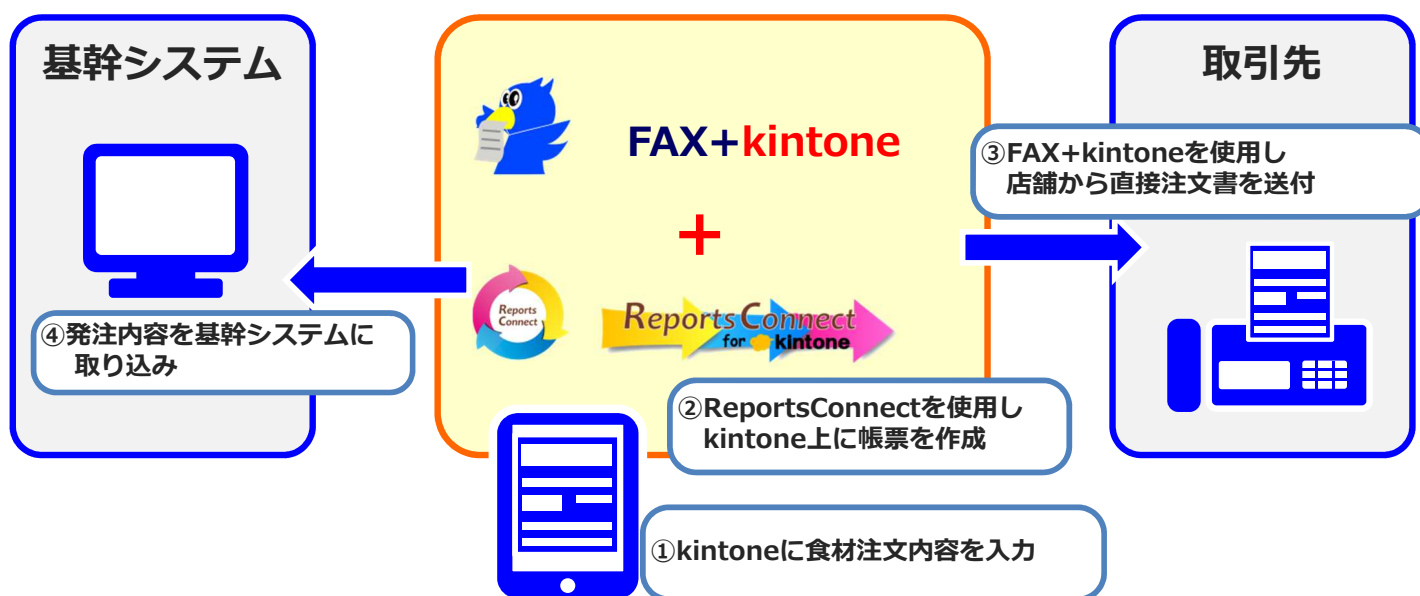 基幹システム
④発注内容を基幹システムに
取り込み
FAX+kintone
+
Reports
Connect
Reports Connect
for kintone
②ReportsConnectを使用し
kintone上に帳票を作成
①kintoneに食材注文内容を入力
取引先
③FAX+kintoneを使用し
店舗から直接注文書を送付